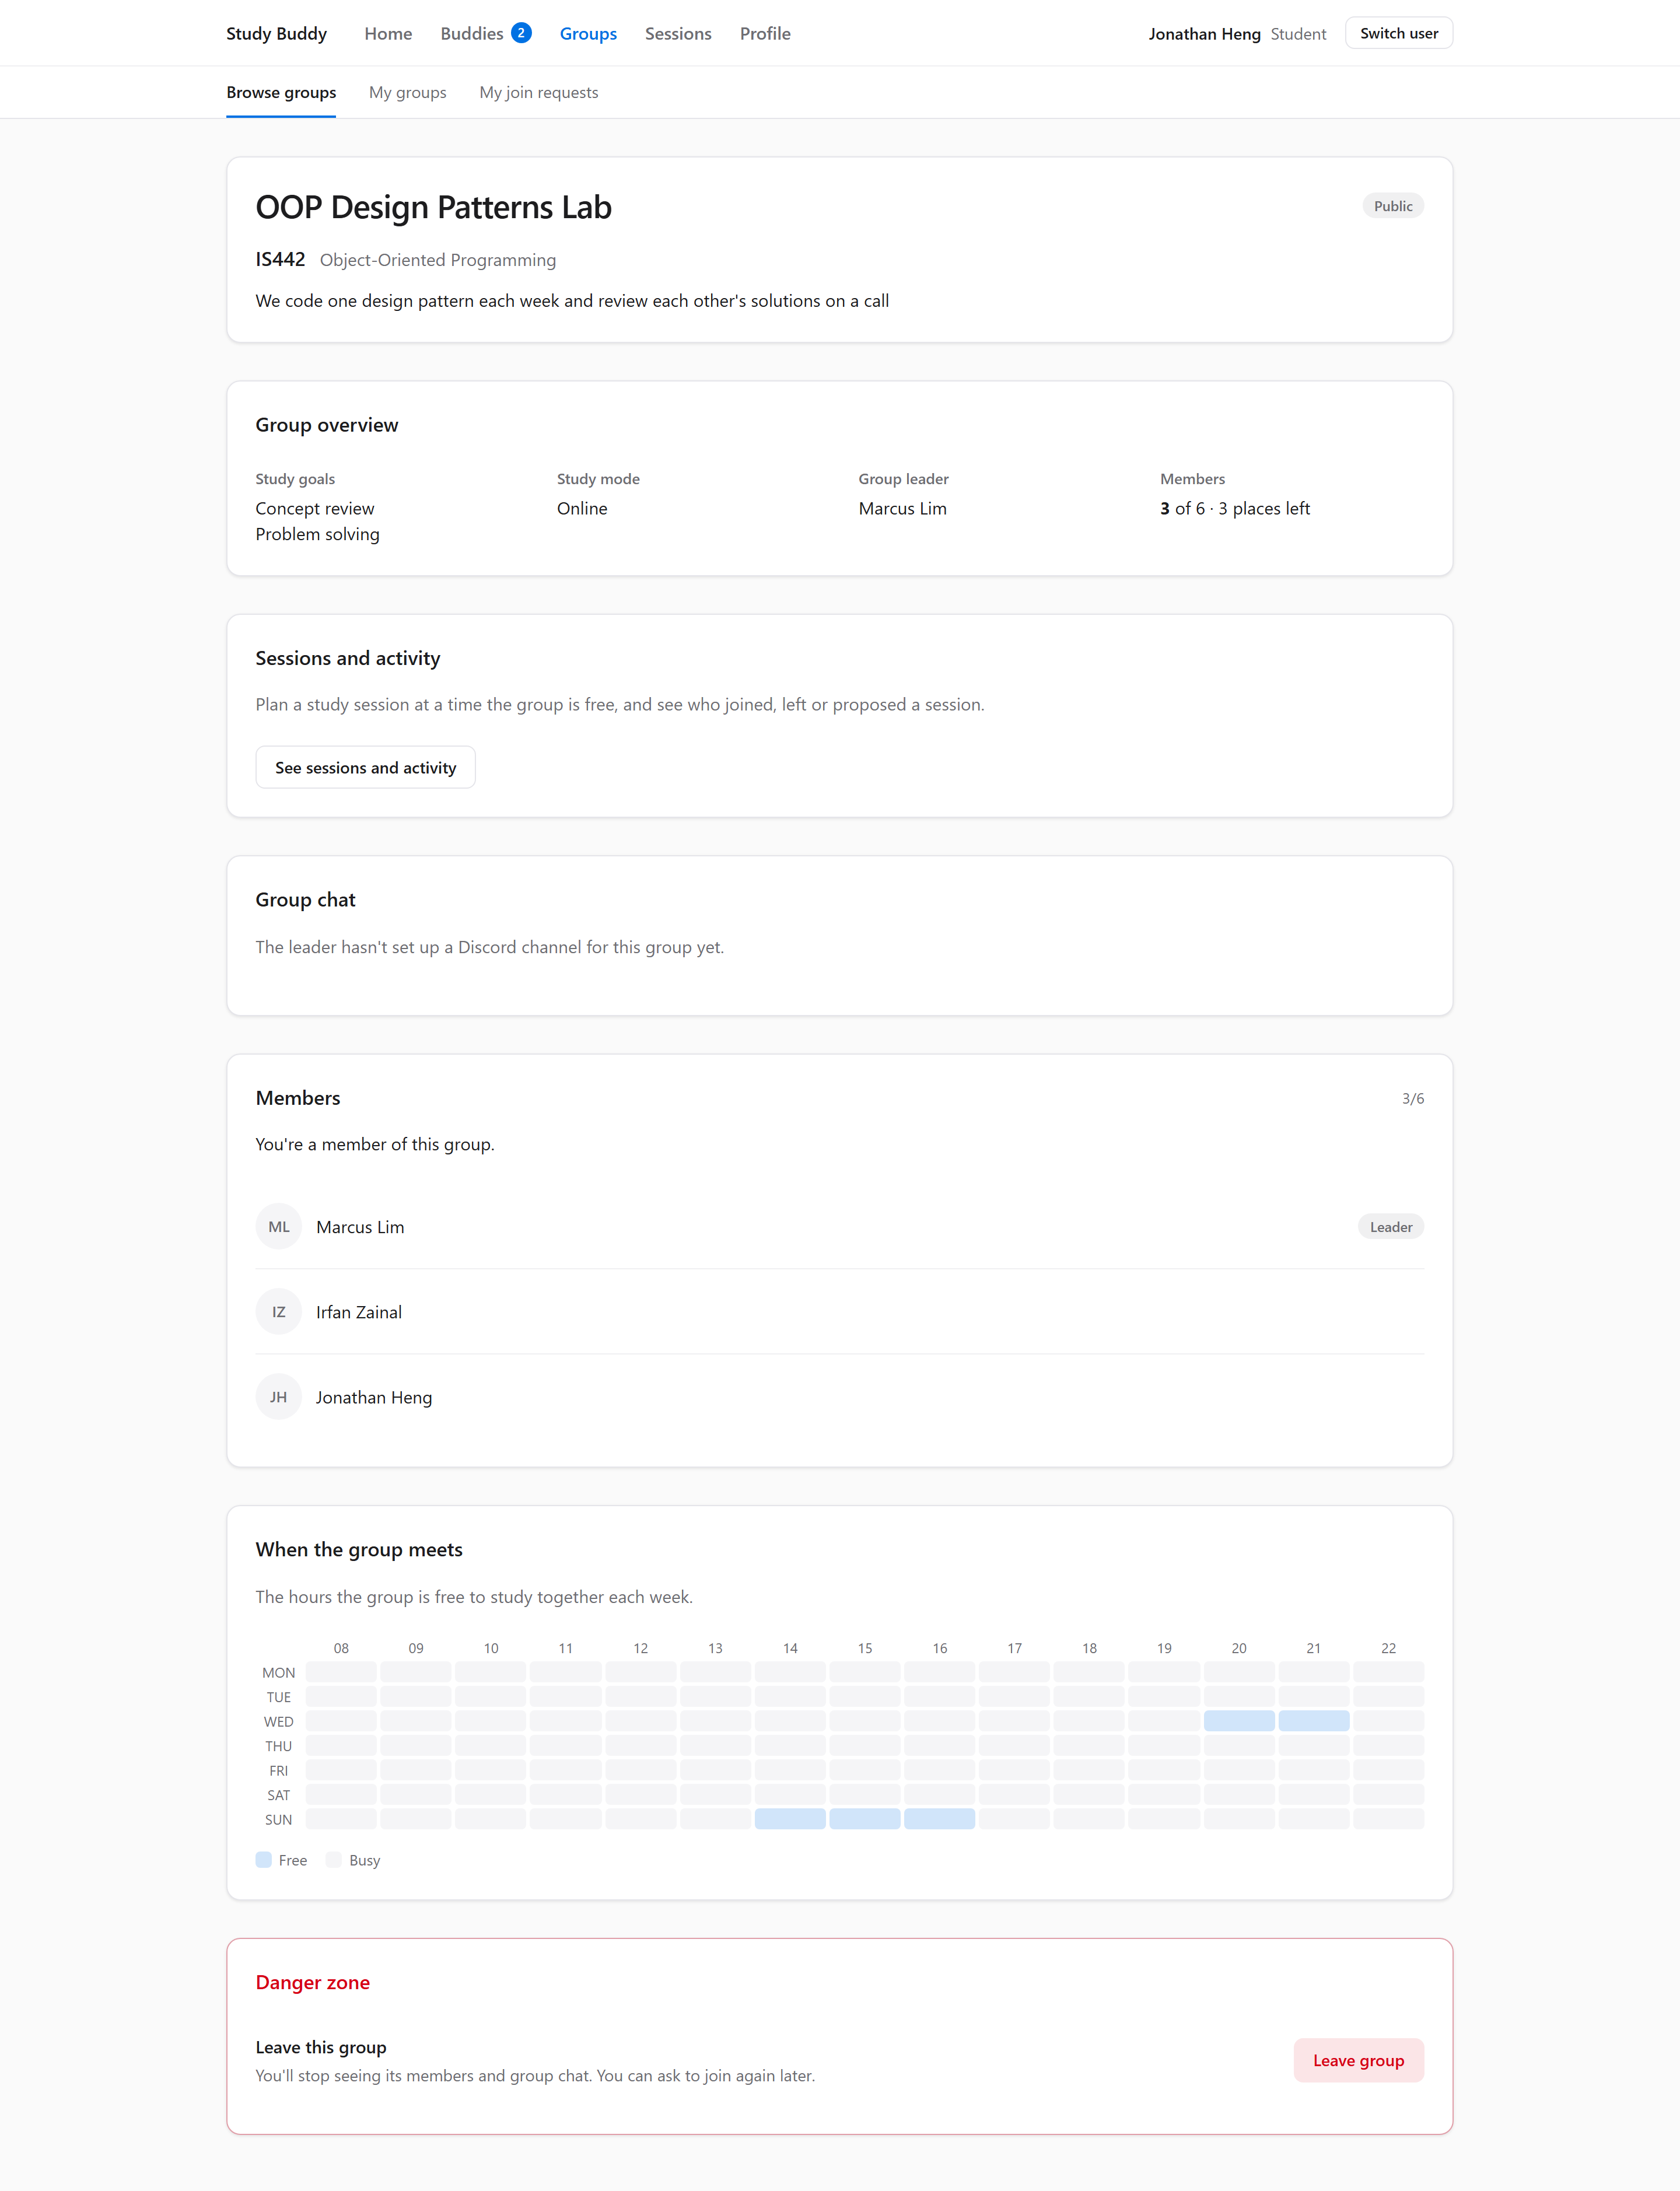 Study Buddy Home Buddies 2 Groups Sessions Profile Jonathan Heng Student Switch user
Browse groups My groups My join requests
OOP Design Patterns Lab Public
IS442 Object-Oriented Programming
We code one design pattern each week and review each other's solutions on a call
Group overview
Study goals Study mode Group leader Members
Concept review Online Marcus Lim 3 of 6 · 3 places left
Problem solving
Sessions and activity
Plan a study session at a time the group is free, and see who joined, left or proposed a session.
See sessions and activity
Group chat
The leader hasn't set up a Discord channel for this group yet.
Members 3/6
You're a member of this group.
ML Marcus Lim Leader
IZ Irfan Zainal
JH Jonathan Heng
When the group meets
The hours the group is free to study together each week.
08 09 10 11 12 13 14 15 16 17 18 19 20 21 22
MON
TUE
WED
THU
FRI
SAT
SUN
Free Busy
Danger zone
Leave this group
You'll stop seeing its members and group chat. You can ask to join again later.
Leave group